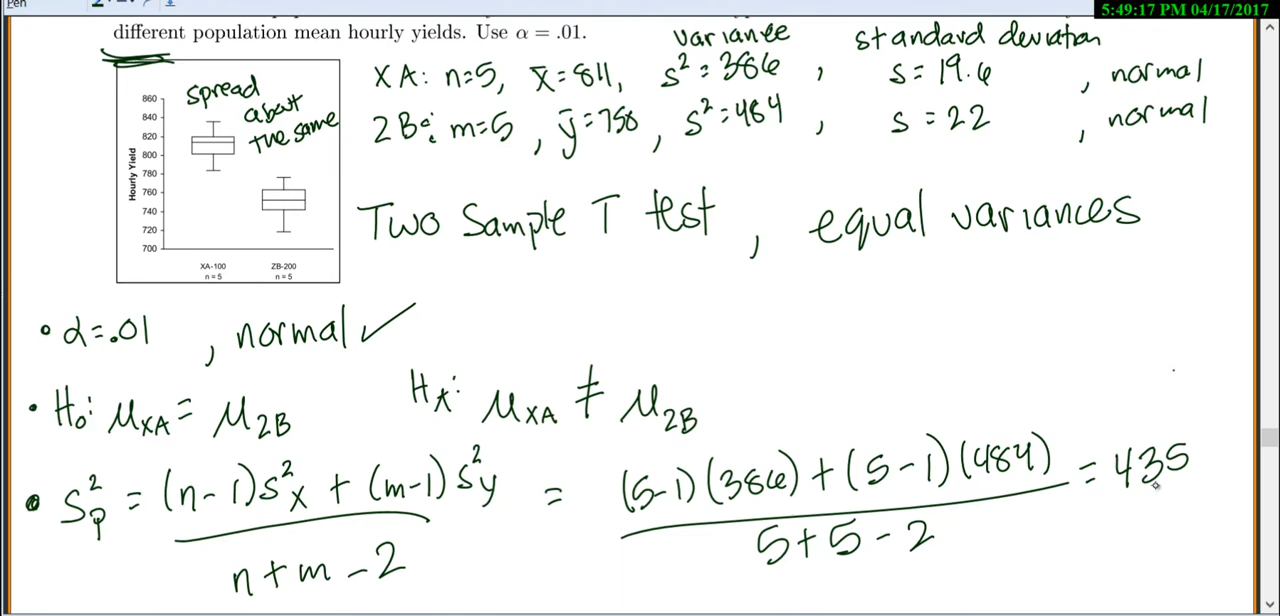 Pen
5:49:17 PM 04/17/2017
different population mean hourly yields. Use α = .01.
variance
standard deviation
XA: n=5, x̄=811, s²=386, s=19.6, normal
2B: m=5, ȳ=750, s²=484, s=22, normal
spread
about
the same
Hourly Yield
860
840
820
800
780
760
740
720
700
XA-100
n = 5
ZB-200
n = 5
Two Sample T test, equal variances
• α=.01, normal ✓
• H₀: μXA = μ2B HA: μXA ≠ μ2B
• S²p = (n-1)s²x + (m-1)s²y / n+m-2 = (5-1)(386)+(5-1)(484) / 5+5-2 = 435